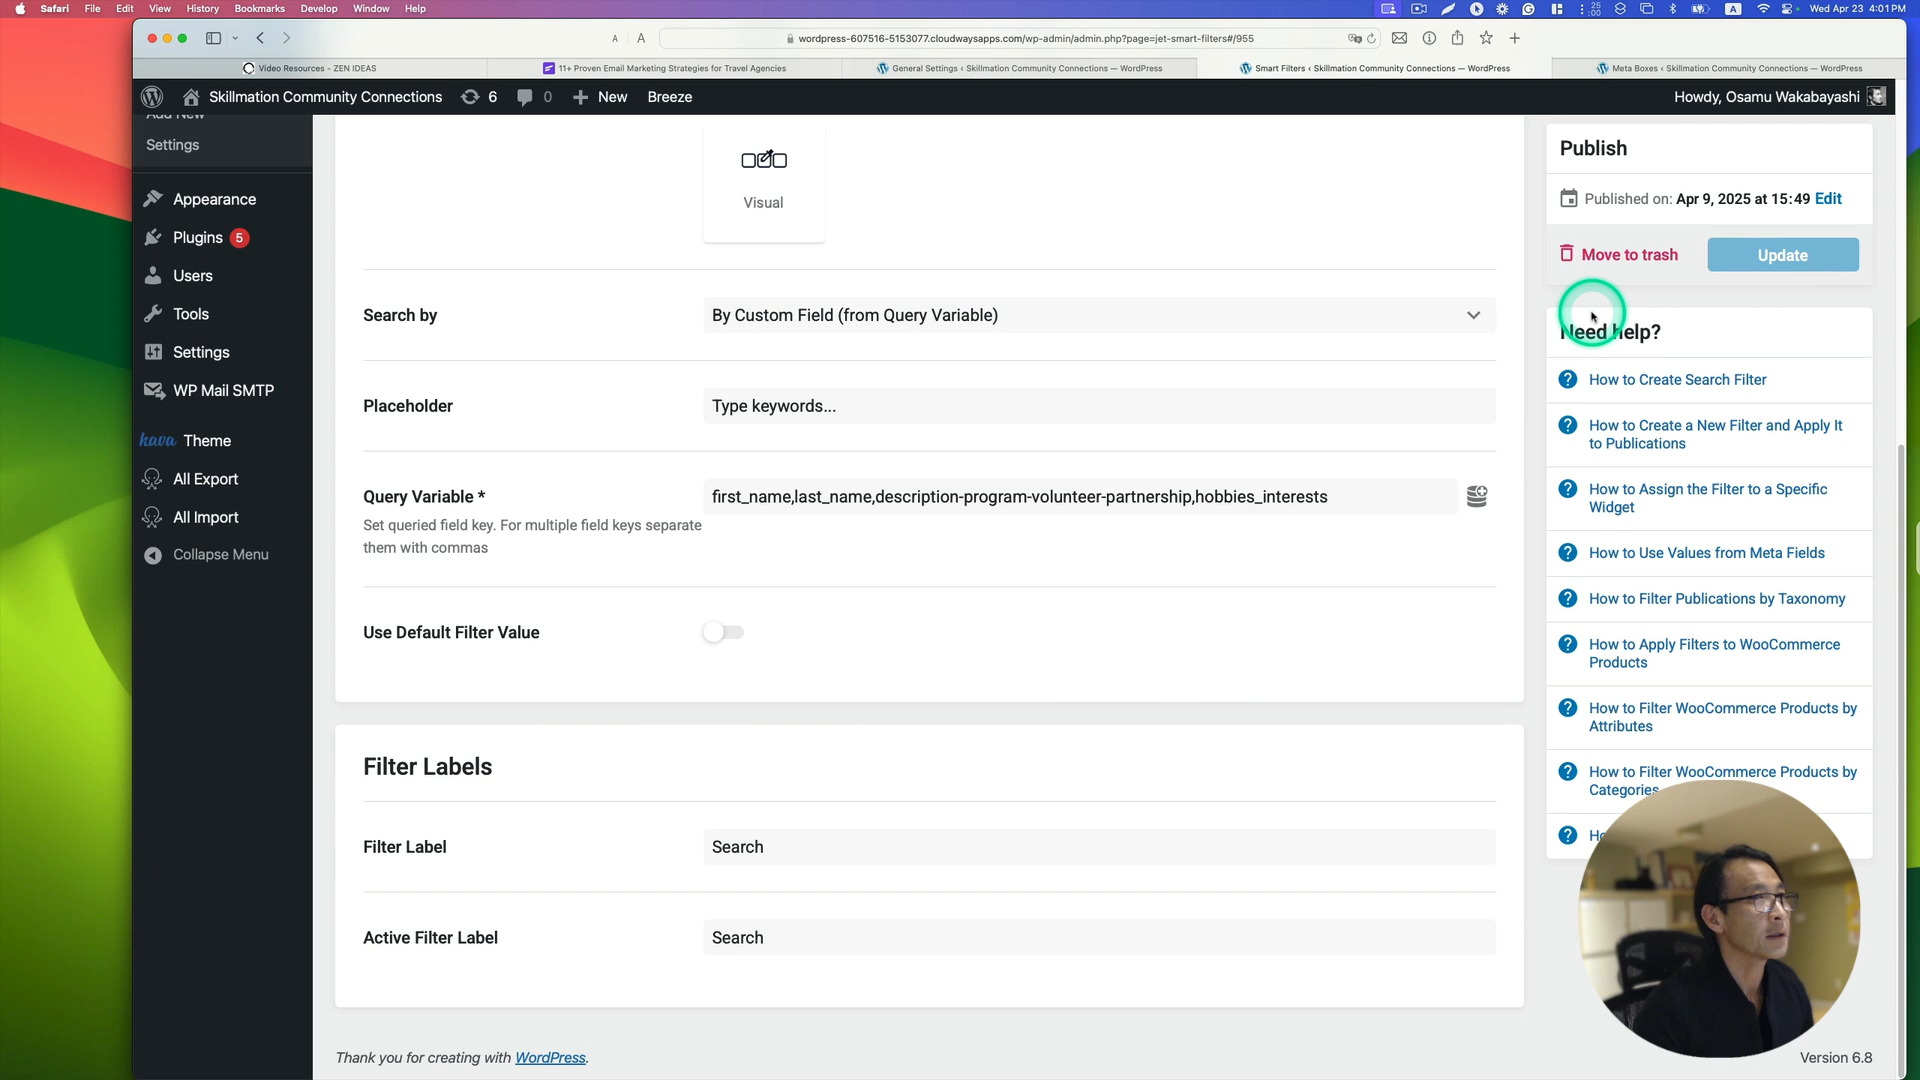 Safari File Edit View History Bookmarks Develop Window Help
25
:00
A
Wed Apr 23 4:01 PM
A A
wordpress-607516-5153077.cloudwaysapps.com/wp-admin/admin.php?page=jet-smart-filters#/955
Video Resources - ZEN IDEAS
11+ Proven Email Marketing Strategies for Travel Agencies
General Settings ‹ Skillmation Community Connections — WordPress
Smart Filters ‹ Skillmation Community Connections — WordPress
Meta Boxes ‹ Skillmation Community Connections — WordPress
Skillmation Community Connections 6 0 New Breeze
Howdy, Osamu Wakabayashi
Add New
Settings
Appearance
Plugins 5
Users
Tools
Settings
WP Mail SMTP
hava Theme
All Export
All Import
Collapse Menu
Visual
Search by
By Custom Field (from Query Variable)
Placeholder
Type keywords...
Query Variable *
first_name,last_name,description-program-volunteer-partnership,hobbies_interests
Set queried field key. For multiple field keys separate
them with commas
Use Default Filter Value
Filter Labels
Filter Label
Search
Active Filter Label
Search
Thank you for creating with WordPress.
Publish
Published on: Apr 9, 2025 at 15:49 Edit
Move to trash
Update
Need help?
How to Create Search Filter
How to Create a New Filter and Apply It
to Publications
How to Assign the Filter to a Specific
Widget
How to Use Values from Meta Fields
How to Filter Publications by Taxonomy
How to Apply Filters to WooCommerce
Products
How to Filter WooCommerce Products by
Attributes
How to Filter WooCommerce Products by
Categories
Version 6.8